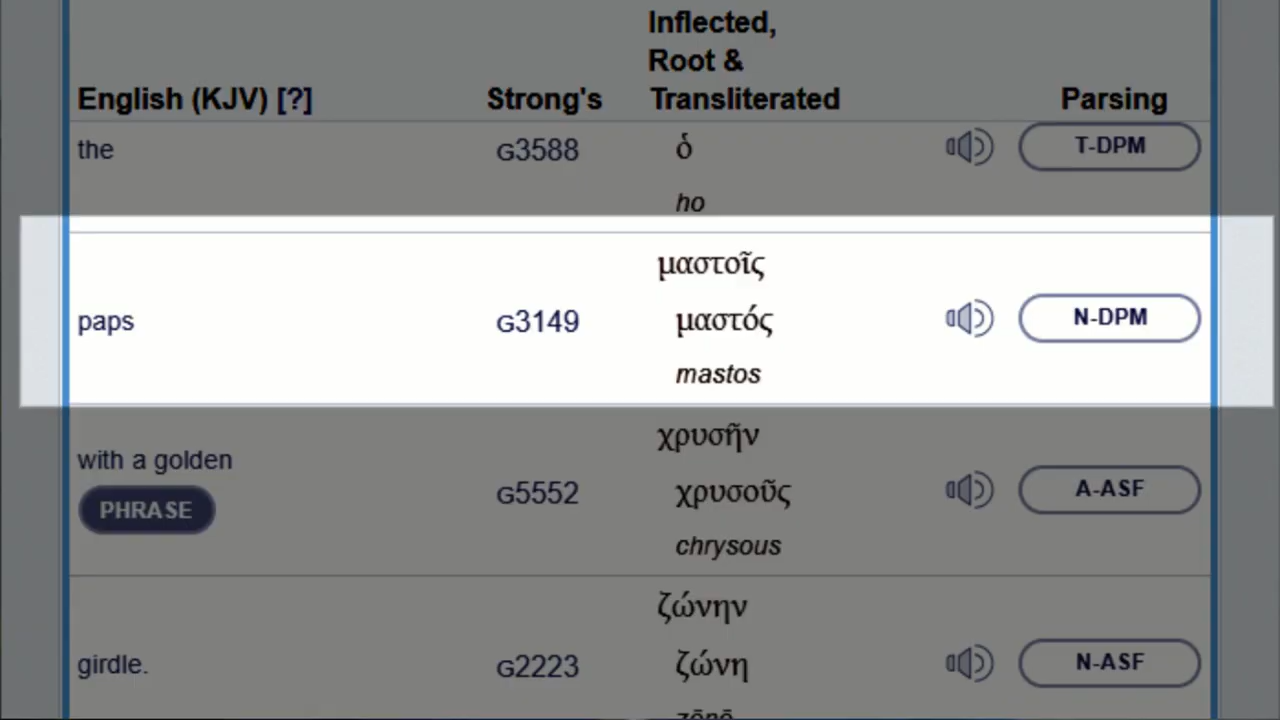 Inflected,
Root &
English (KJV) [?] Strong's Transliterated Parsing
the G3588 ὁ T-DPM
ho
μαστοῖς
paps G3149 μαστός N-DPM
mastos
χρυσῆν
with a golden
PHRASE G5552 χρυσοῦς A-ASF
chrysous
ζώνην
girdle. G2223 ζώνη N-ASF